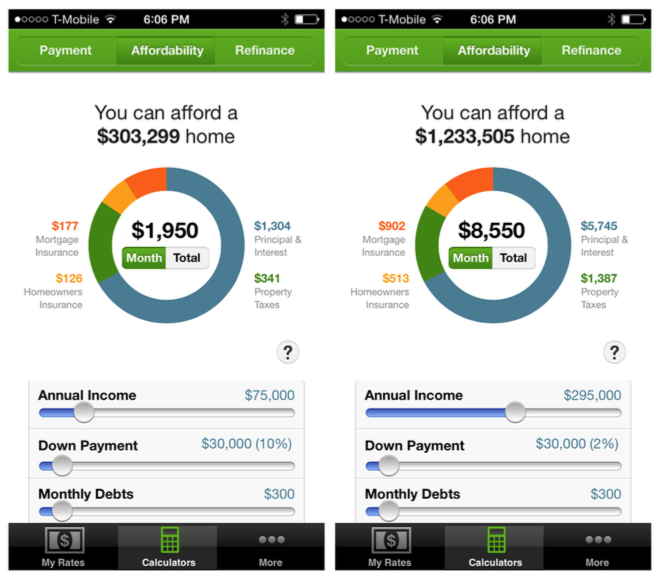 T-Mobile 6:06 PM
Payment Affordability Refinance
You can afford a
$303,299 home
$177
Mortgage
Insurance
$126
Homeowners
Insurance
$1,950
Month Total
$1,304
Principal &
Interest
$341
Property
Taxes
?
Annual Income $75,000
Down Payment $30,000 (10%)
Monthly Debts $300
My Rates Calculators More
T-Mobile 6:06 PM
Payment Affordability Refinance
You can afford a
$1,233,505 home
$902
Mortgage
Insurance
$513
Homeowners
Insurance
$8,550
Month Total
$5,745
Principal &
Interest
$1,387
Property
Taxes
?
Annual Income $295,000
Down Payment $30,000 (2%)
Monthly Debts $300
My Rates Calculators More